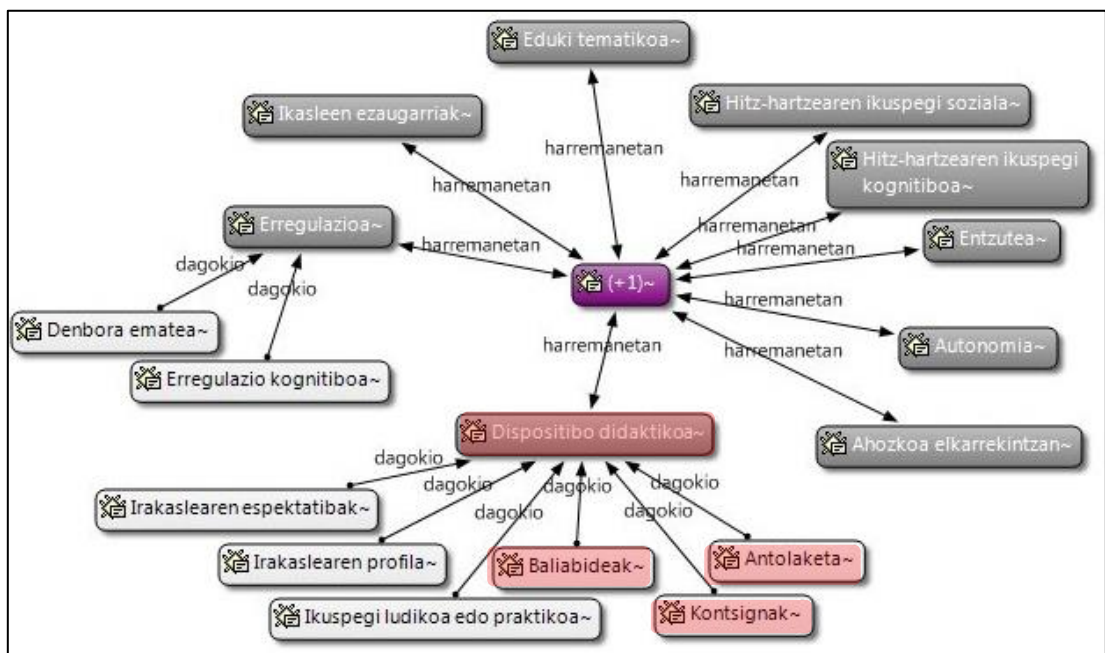 Eduki tematikoa~
Ikasleen ezaugarriak~
Hitz-hartzearen ikuspegi soziala~
harremanetan
Hitz-hartzearen ikuspegi
kognitiboa~
harremanetan
harremanetan
Erregulazioa~
harremanetan
harremanetan
harremanetan
Entzutea~
dagokio
dagokio
(+1)~
Denbora ematea~
harremanetan
harremanetan
harremanetan
Autonomia~
Erregulazio kognitiboa~
Dispositibo didaktikoa~
Ahozkoa elkarrekintzan~
dagokio
dagokio
dagokio
dagokio
dagokio
dagokio
Irakaslearen espektatibak~
Irakaslearen profila~
Baliabideak~
Antolaketa~
Ikuspegi ludikoa edo praktikoa~
Kontsignak~